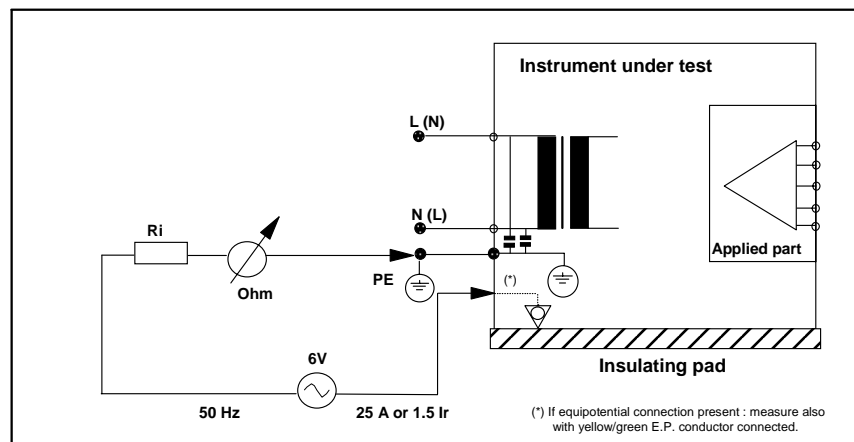 Instrument under test
L (N)
N (L)
Ri
Ohm
PE
(*)
Applied part
6V
50 Hz
25 A or 1.5 Ir
Insulating pad
(*) If equipotential connection present : measure also
with yellow/green E.P. conductor connected.